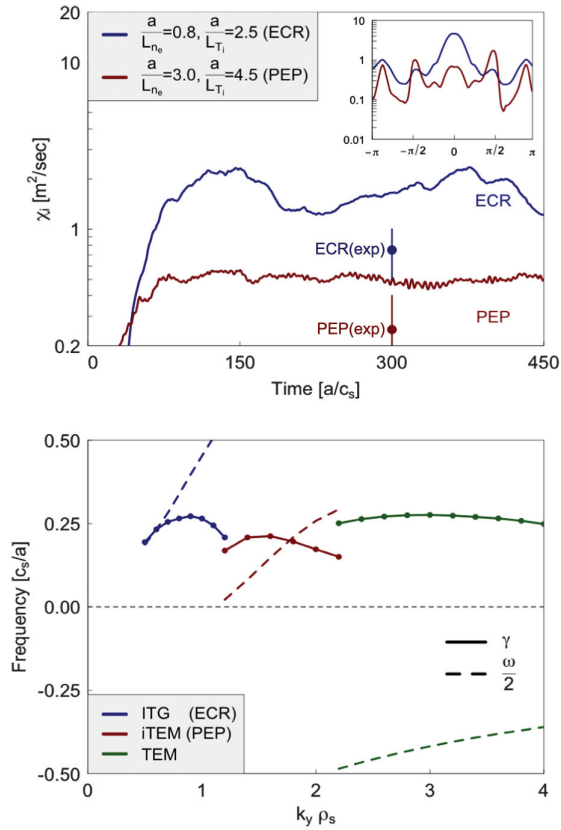 χi [m²/sec]
20
10
1
0.2
a/Lne=0.8, a/LTi=2.5 (ECR)
a/Lne=3.0, a/LTi=4.5 (PEP)
10
1
0.1
0.01
-π -π/2 0 π/2 π
ECR
ECR(exp)
PEP(exp)
PEP
0 150 300 450
Time [a/cs]
Frequency [cs/a]
0.50
0.25
0.00
-0.25
-0.50
γ
ω/2
ITG (ECR)
iTEM (PEP)
TEM
0 1 2 3 4
ky ρs